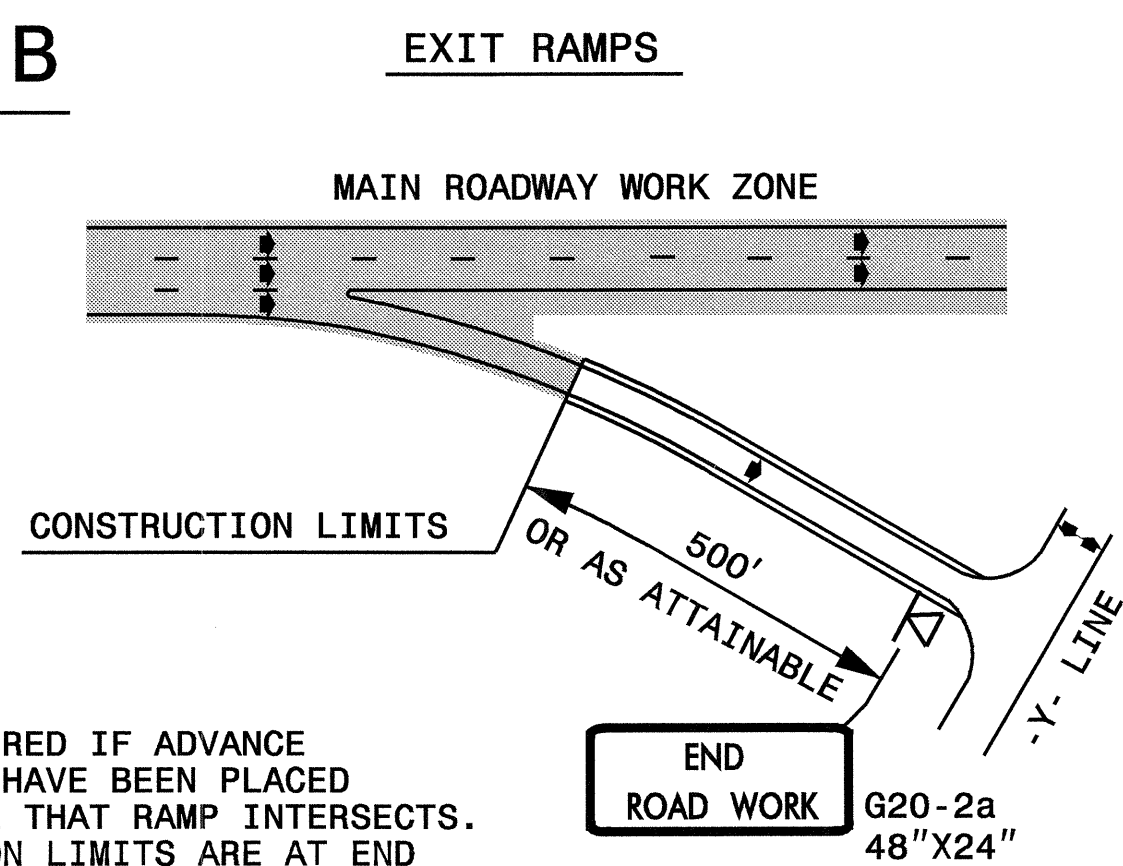 B
EXIT RAMPS
MAIN ROADWAY WORK ZONE
CONSTRUCTION LIMITS
500'
OR AS ATTAINABLE
-Y- LINE
RED IF ADVANCE
HAVE BEEN PLACED
THAT RAMP INTERSECTS.
LIMITS ARE AT END
END
ROAD WORK
G20-2a
48"X24"